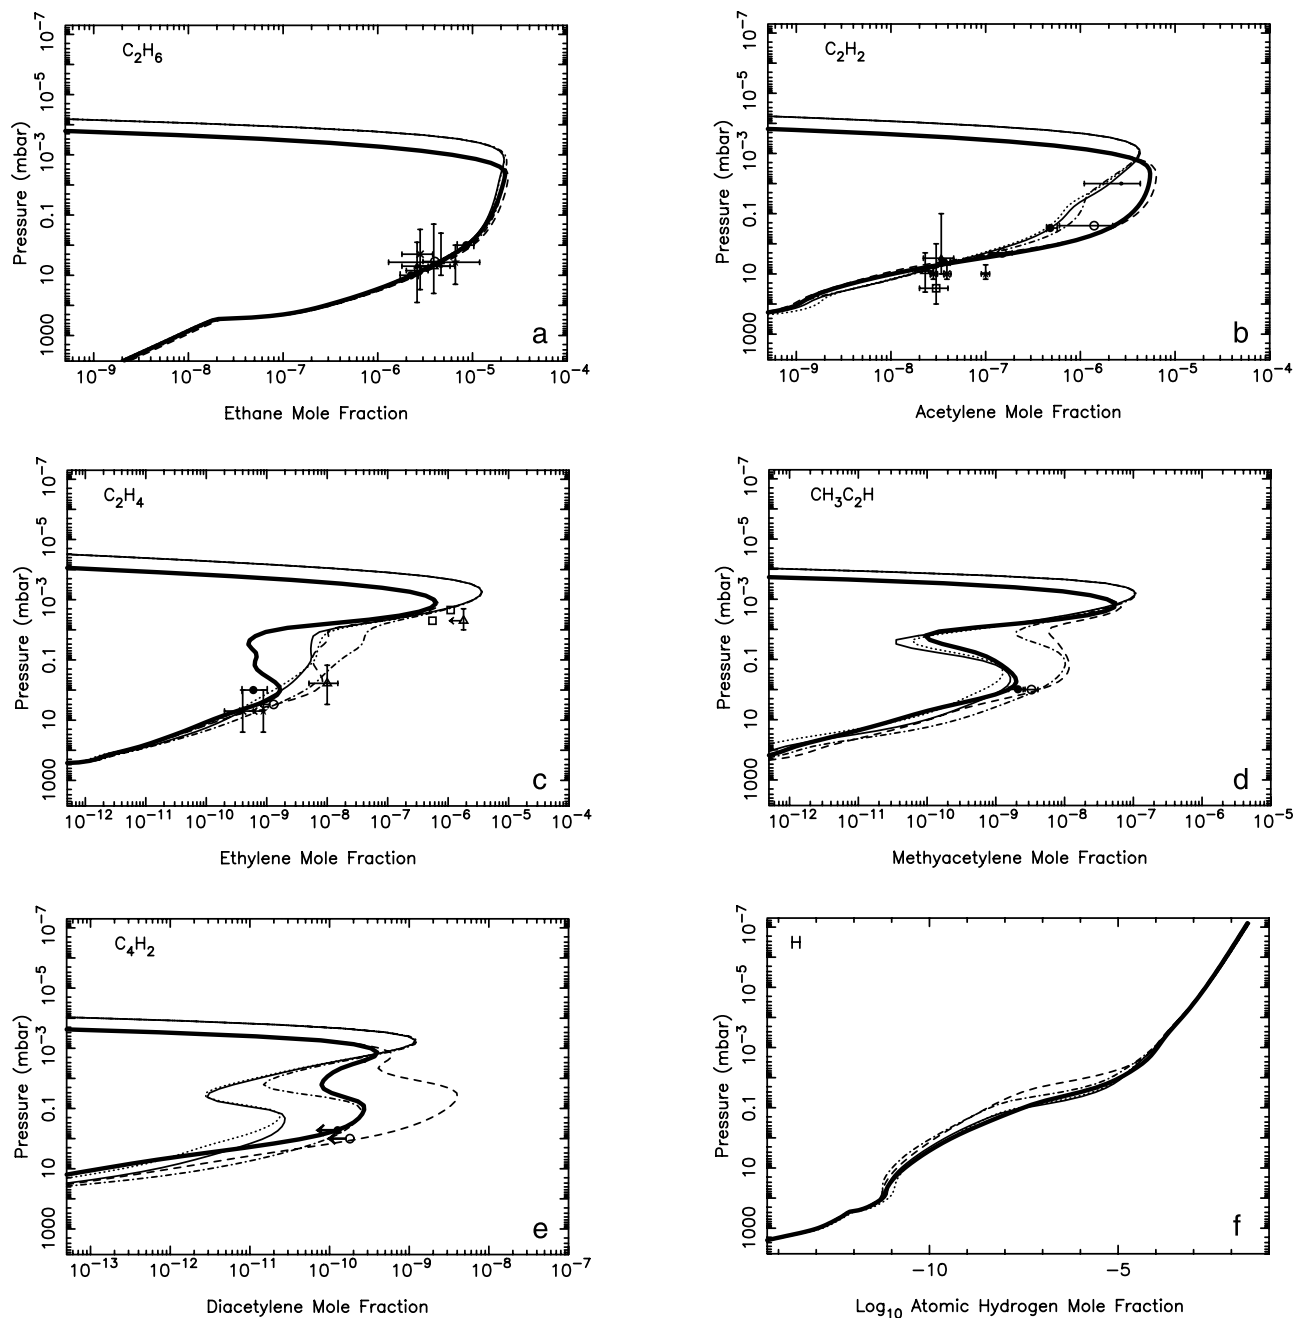 C₂H₆
Pressure (mbar)
10⁻⁷
10⁻⁵
10⁻³
0.1
10
1000
a
10⁻⁹ 10⁻⁸ 10⁻⁷ 10⁻⁶ 10⁻⁵ 10⁻⁴
Ethane Mole Fraction
C₂H₂
Pressure (mbar)
10⁻⁷
10⁻⁵
10⁻³
0.1
10
1000
b
10⁻⁹ 10⁻⁸ 10⁻⁷ 10⁻⁶ 10⁻⁵ 10⁻⁴
Acetylene Mole Fraction
C₂H₄
Pressure (mbar)
10⁻⁷
10⁻⁵
10⁻³
0.1
10
1000
c
10⁻¹² 10⁻¹¹ 10⁻¹⁰ 10⁻⁹ 10⁻⁸ 10⁻⁷ 10⁻⁶ 10⁻⁵ 10⁻⁴
Ethylene Mole Fraction
CH₃C₂H
Pressure (mbar)
10⁻⁷
10⁻⁵
10⁻³
0.1
10
1000
d
10⁻¹² 10⁻¹¹ 10⁻¹⁰ 10⁻⁹ 10⁻⁸ 10⁻⁷ 10⁻⁶ 10⁻⁵
Methyacetylene Mole Fraction
C₄H₂
Pressure (mbar)
10⁻⁷
10⁻⁵
10⁻³
0.1
10
1000
e
10⁻¹³ 10⁻¹² 10⁻¹¹ 10⁻¹⁰ 10⁻⁹ 10⁻⁸ 10⁻⁷
Diacetylene Mole Fraction
H
Pressure (mbar)
10⁻⁷
10⁻⁵
10⁻³
0.1
10
1000
f
−10 −5
Log₁₀ Atomic Hydrogen Mole Fraction